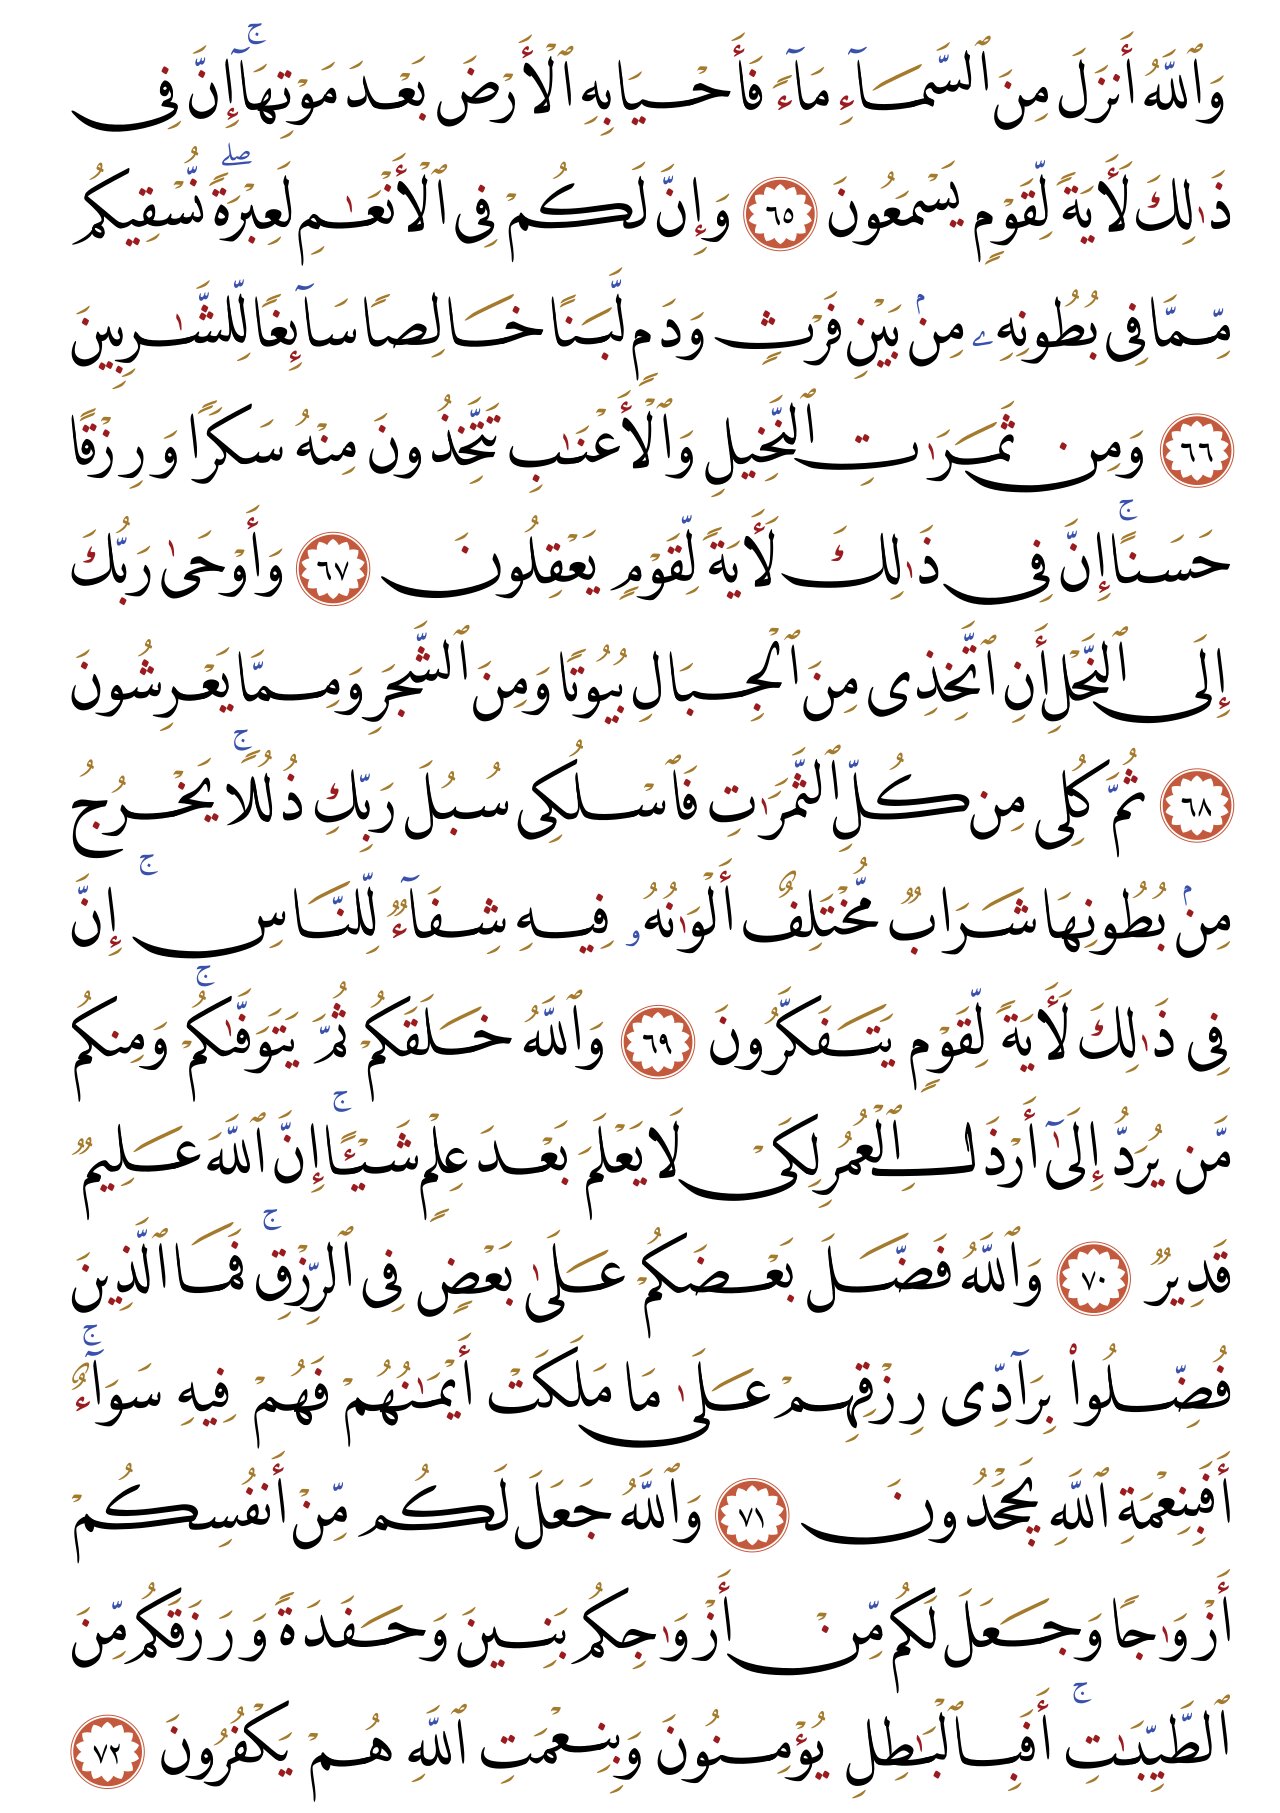 وَٱللَّهُ أَنزَلَ مِنَ ٱلسَّمَآءِ مَآءً فَأَحْيَا بِهِ ٱلْأَرْضَ بَعْدَ مَوْتِهَآ ۚ إِنَّ فِى
ذَٰلِكَ لَأَيَةً لِّقَوْمٍ يَسْمَعُونَ ٦٥ وَإِنَّ لَكُمْ فِى ٱلْأَنْعَٰمِ لَعِبْرَةً ۖ نُّسْقِيكُم
مِّمَّا فِى بُطُونِهِۦ مِنۢ بَيْنِ فَرْثٍ وَدَمٍ لَّبَنًا خَالِصًا سَآئِغًا لِّلشَّٰرِبِينَ
٦٦ وَمِن ثَمَرَٰتِ ٱلنَّخِيلِ وَٱلْأَعْنَٰبِ تَتَّخِذُونَ مِنْهُ سَكَرًا وَرِزْقًا
حَسَنًا ۚ إِنَّ فِى ذَٰلِكَ لَأَيَةً لِّقَوْمٍ يَعْقِلُونَ ٦٧ وَأَوْحَىٰ رَبُّكَ
إِلَى ٱلنَّحْلِ أَنِ ٱتَّخِذِى مِنَ ٱلْجِبَالِ بُيُوتًا وَمِنَ ٱلشَّجَرِ وَمِمَّا يَعْرِشُونَ
٦٨ ثُمَّ كُلِى مِن كُلِّ ٱلثَّمَرَٰتِ فَٱسْلُكِى سُبُلَ رَبِّكِ ذُلُلًا ۚ يَخْرُجُ
مِنۢ بُطُونِهَا شَرَابٌ مُّخْتَلِفٌ أَلْوَٰنُهُۥ فِيهِ شِفَآءٌ لِّلنَّاسِ ۚ إِنَّ
فِى ذَٰلِكَ لَأَيَةً لِّقَوْمٍ يَتَفَكَّرُونَ ٦٩ وَٱللَّهُ خَلَقَكُمْ ثُمَّ يَتَوَفَّىٰكُمْ ۚ وَمِنكُم
مَّن يُرَدُّ إِلَىٰٓ أَرْذَلِ ٱلْعُمُرِ لِكَىْ لَا يَعْلَمَ بَعْدَ عِلْمٍ شَيْـًٔا ۚ إِنَّ ٱللَّهَ عَلِيمٌ
قَدِيرٌ ٧٠ وَٱللَّهُ فَضَّلَ بَعْضَكُمْ عَلَىٰ بَعْضٍ فِى ٱلرِّزْقِ ۚ فَمَا ٱلَّذِينَ
فُضِّلُوا۟ بِرَآدِّى رِزْقِهِمْ عَلَىٰ مَا مَلَكَتْ أَيْمَٰنُهُمْ فَهُمْ فِيهِ سَوَآءٌ ۚ
أَفَبِنِعْمَةِ ٱللَّهِ يَجْحَدُونَ ٧١ وَٱللَّهُ جَعَلَ لَكُم مِّنْ أَنفُسِكُمْ
أَزْوَٰجًا وَجَعَلَ لَكُم مِّنْ أَزْوَٰجِكُم بَنِينَ وَحَفَدَةً وَرَزَقَكُم مِّنَ
ٱلطَّيِّبَٰتِ ۚ أَفَبِٱلْبَٰطِلِ يُؤْمِنُونَ وَبِنِعْمَتِ ٱللَّهِ هُمْ يَكْفُرُونَ ٧٢